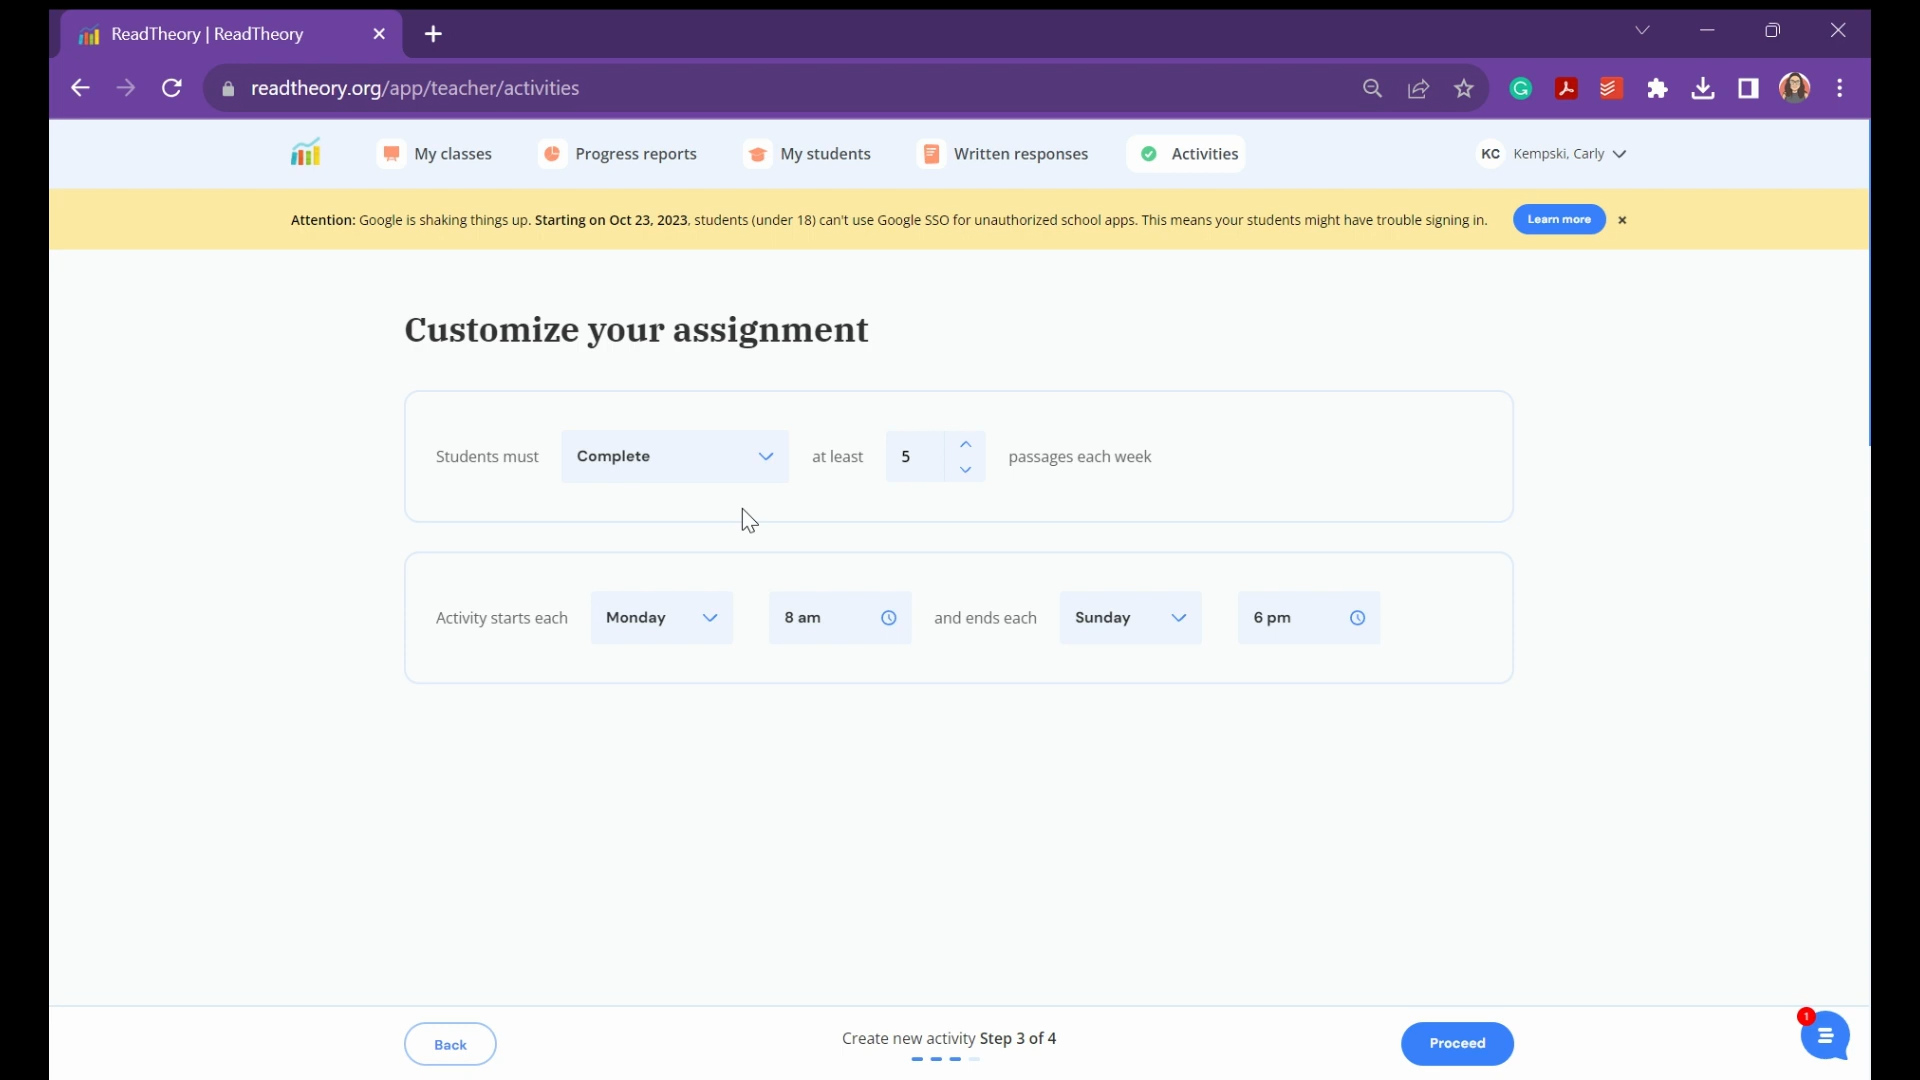 ReadTheory | ReadTheory
readtheory.org/app/teacher/activities
My classes Progress reports My students Written responses Activities KC Kempski, Carly
Attention: Google is shaking things up. Starting on Oct 23, 2023, students (under 18) can't use Google SSO for unauthorized school apps. This means your students might have trouble signing in. Learn more
Customize your assignment
Students must Complete at least 5 passages each week
Activity starts each Monday 8 am and ends each Sunday 6 pm
Back Create new activity Step 3 of 4 Proceed 1